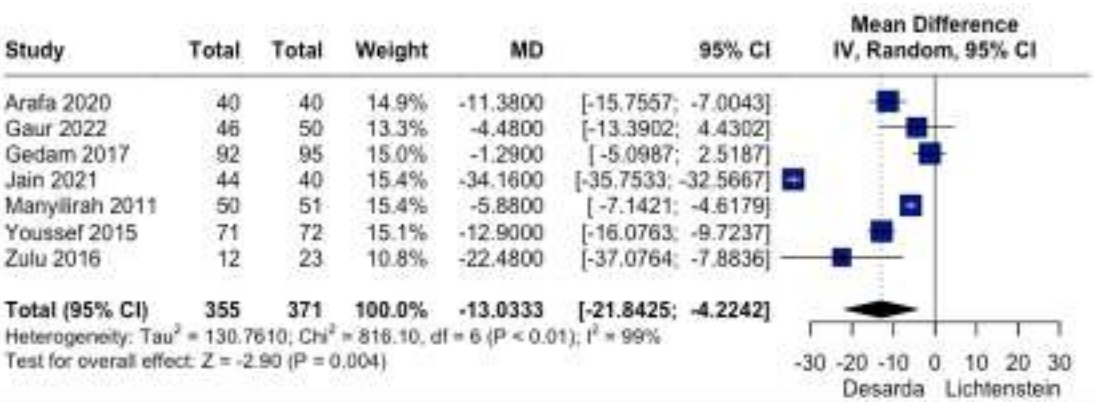 Mean Difference
Study Total Total Weight MD 95% CI IV, Random, 95% CI
Arafa 2020 40 40 14.9% -11.3800 [-15.7557; -7.0043]
Gaur 2022 46 50 13.3% -4.4800 [-13.3902; 4.4302]
Gedam 2017 92 95 15.0% -1.2900 [ -5.0987; 2.5187]
Jain 2021 44 40 15.4% -34.1600 [-35.7533; -32.5667]
Manyilirah 2011 50 51 15.4% -5.8800 [ -7.1421; -4.6179]
Youssef 2015 71 72 15.1% -12.9000 [-16.0763; -9.7237]
Zulu 2016 12 23 10.8% -22.4800 [-37.0764; -7.8836]
Total (95% CI) 355 371 100.0% -13.0333 [-21.8425; -4.2242]
Heterogeneity: Tau² = 130.7610; Chi² = 816.10, df = 6 (P < 0.01); I² = 99%
Test for overall effect: Z = -2.90 (P = 0.004)
-30 -20 -10 0 10 20 30
Desarda Lichtenstein